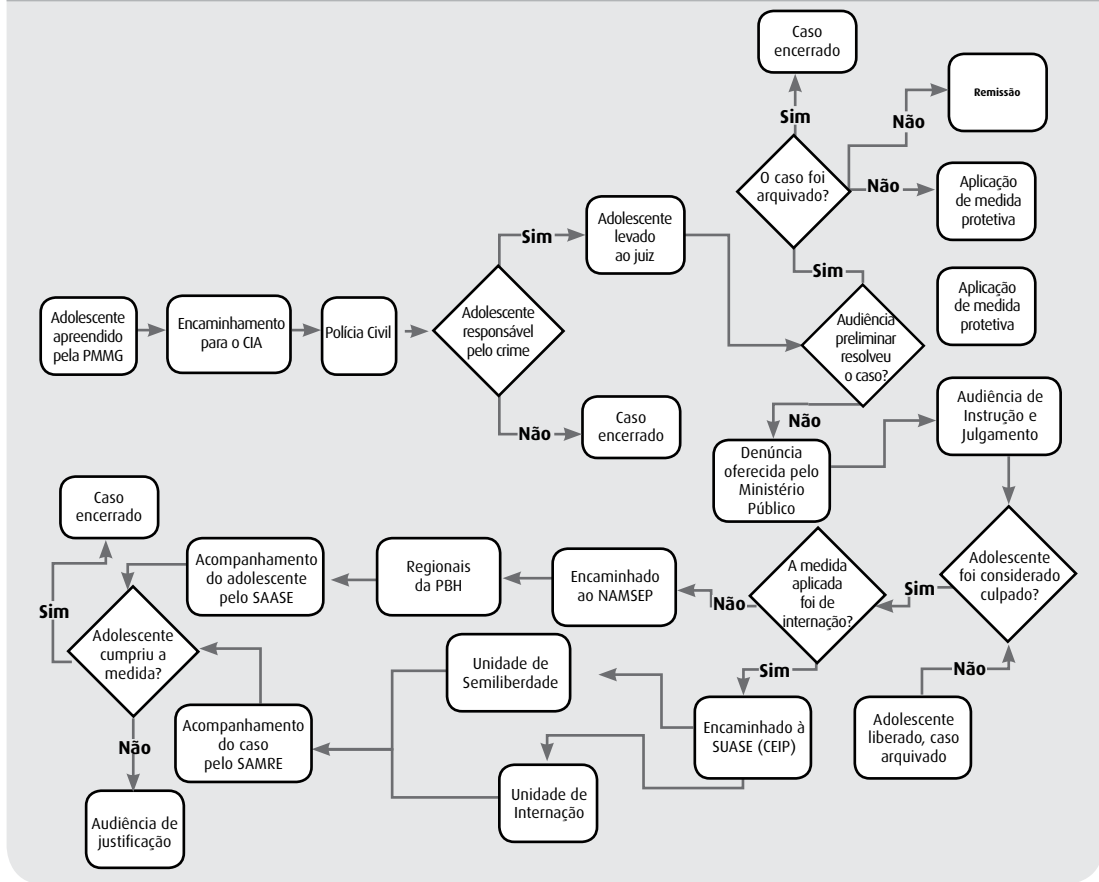 Caso
encerrado
Remissão
Sim
Não
O caso foi
arquivado?
Não
Aplicação
de medida
protetiva
Adolescente
levado
ao juiz
Sim
Sim
Aplicação
de medida
protetiva
Adolescente
apreendido
pela PMMG
Encaminhamento
para o CIA
Polícia Civil
Adolescente
responsável
pelo crime
Audiência
preliminar
resolveu
o caso?
Não
Caso
encerrado
Não
Audiência de
Instrução e
Julgamento
Denúncia
oferecida pelo
Ministério
Público
Caso
encerrado
Acompanhamento
do adolescente
pelo SAASE
Regionais
da PBH
Encaminhado
ao NAMSEP
Não
A medida
aplicada
foi de
internação?
Sim
Adolescente
foi considerado
culpado?
Sim
Adolescente
cumpriu a
medida?
Unidade de
Semiliberdade
Sim
Não
Acompanhamento
do caso
pelo SAMRE
Encaminhado à
SUASE (CEIP)
Adolescente
liberado, caso
arquivado
Não
Unidade de
Internação
Audiência de
justificação